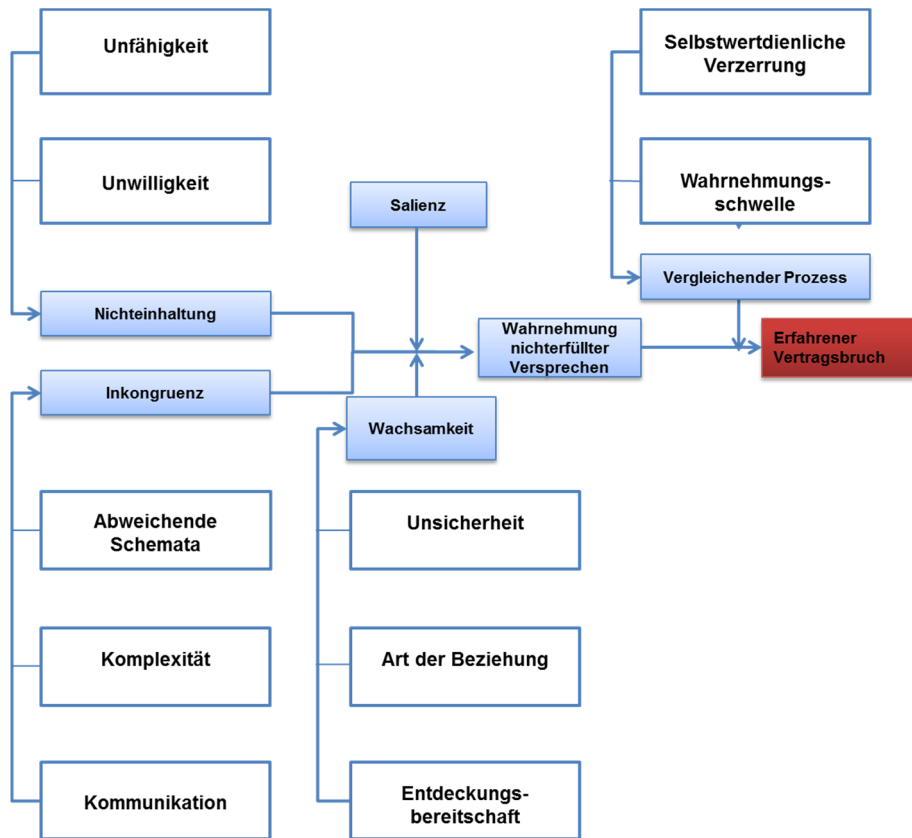 Unfähigkeit
Selbstwertdienliche
Verzerrung
Unwilligkeit
Wahrnehmungs-
schwelle
Salienz
Vergleichender Prozess
Nichteinhaltung
Wahrnehmung
nichterfüllter
Versprechen
Erfahrener
Vertragsbruch
Inkongruenz
Wachsamkeit
Abweichende
Schemata
Unsicherheit
Komplexität
Art der Beziehung
Kommunikation
Entdeckungs-
bereitschaft